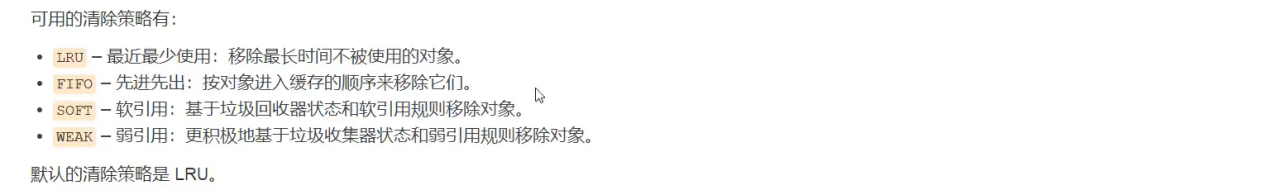 可用的清除策略有：
• LRU – 最近最少使用：移除最长时间不被使用的对象。
• FIFO – 先进先出：按对象进入缓存的顺序来移除它们。
• SOFT – 软引用：基于垃圾回收器状态和软引用规则移除对象。
• WEAK – 弱引用：更积极地基于垃圾收集器状态和弱引用规则移除对象。
默认的清除策略是 LRU。